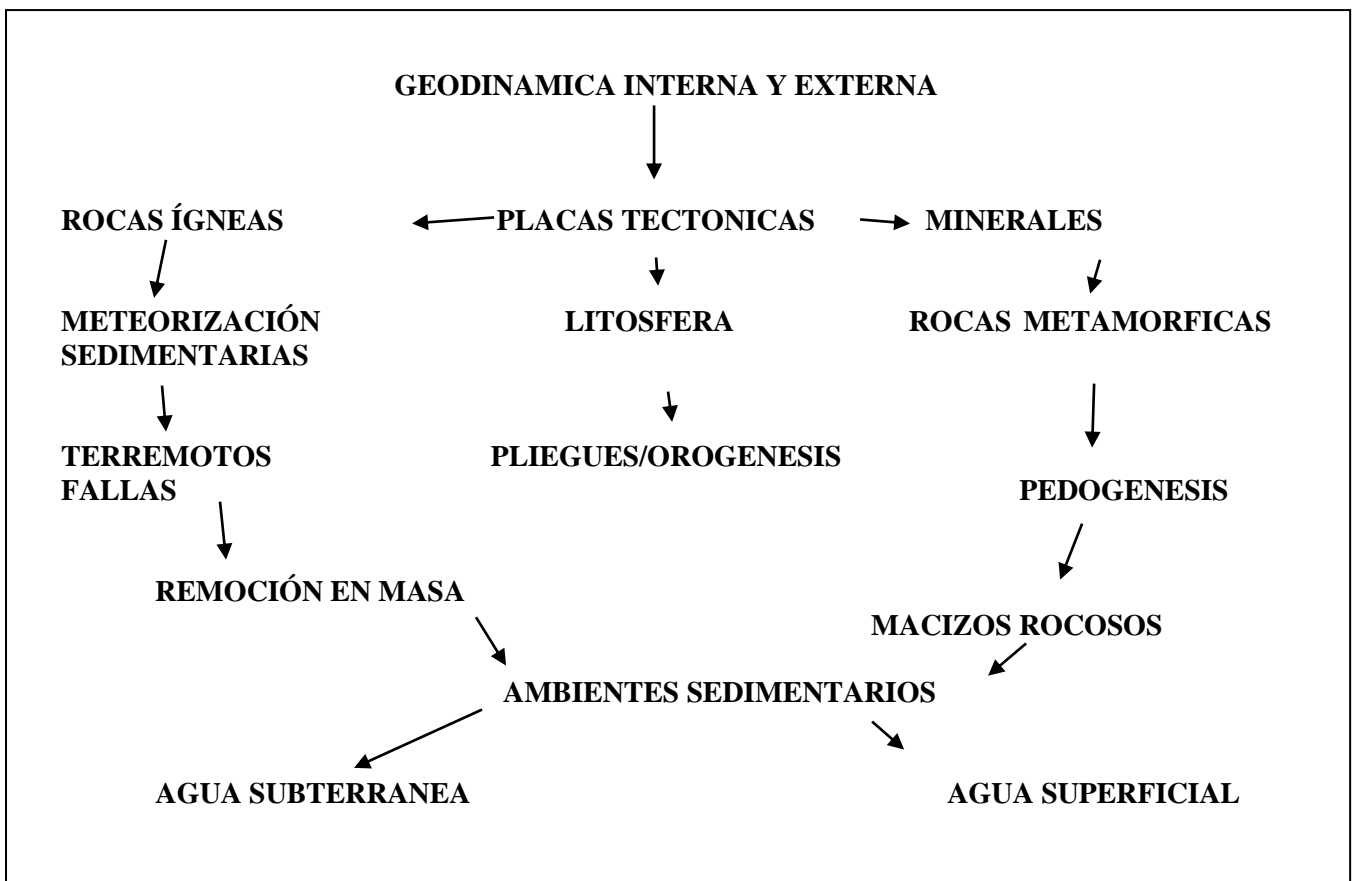 GEODINAMICA INTERNA Y EXTERNA
ROCAS ÍGNEAS
PLACAS TECTONICAS
MINERALES
METEORIZACIÓN
SEDIMENTARIAS
LITOSFERA
ROCAS METAMORFICAS
TERREMOTOS
FALLAS
PLIEGUES/OROGENESIS
PEDOGENESIS
REMOCIÓN EN MASA
MACIZOS ROCOSOS
AMBIENTES SEDIMENTARIOS
AGUA SUBTERRANEA
AGUA SUPERFICIAL